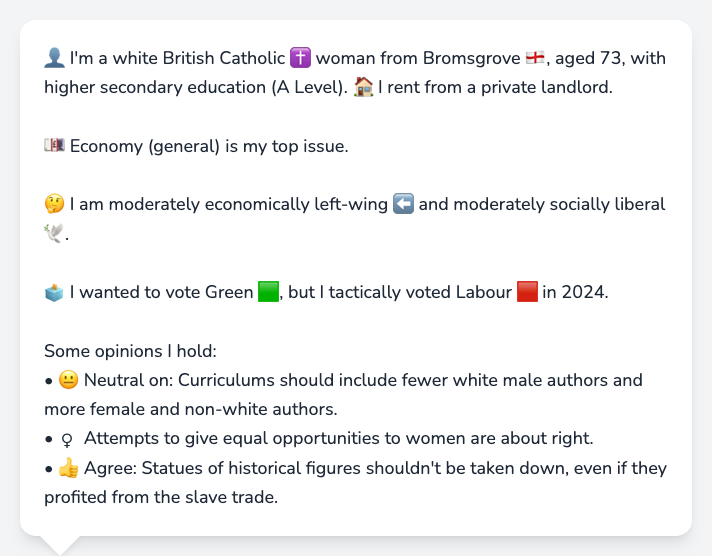 👤 I'm a white British Catholic ✝️ woman from Bromsgrove 🏴󠁧󠁢󠁥󠁮󠁧󠁿, aged 73, with
higher secondary education (A Level). 🏠 I rent from a private landlord.
💷 Economy (general) is my top issue.
🤔 I am moderately economically left-wing ⬅️ and moderately socially liberal
🕊️.
🗳️ I wanted to vote Green 🟩, but I tactically voted Labour 🟥 in 2024.
Some opinions I hold:
• 😐 Neutral on: Curriculums should include fewer white male authors and
more female and non-white authors.
• ♀ Attempts to give equal opportunities to women are about right.
• 👍 Agree: Statues of historical figures shouldn't be taken down, even if they
profited from the slave trade.